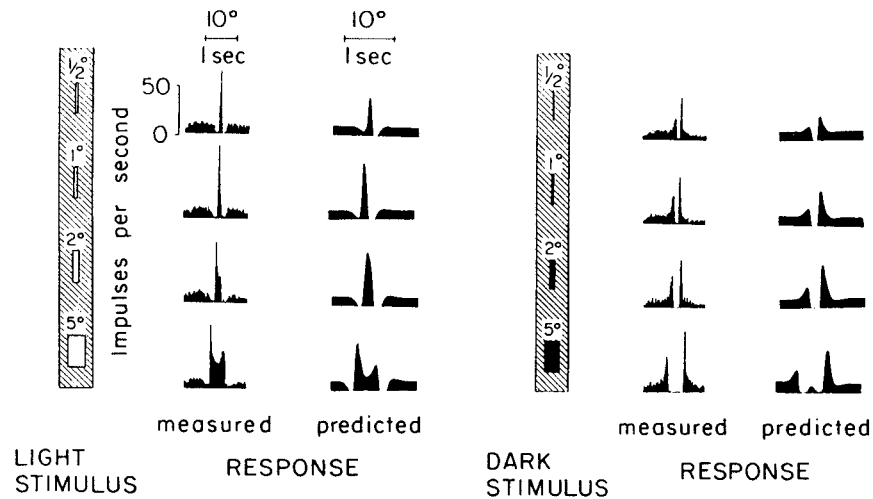 10° 10°
1 sec 1 sec
½°
1°
2°
5°
Impulses per second
50
0
measured predicted
LIGHT
STIMULUS
RESPONSE
½°
1°
2°
5°
measured predicted
DARK
STIMULUS
RESPONSE